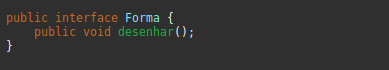 public interface Forma {
    public void desenhar();
}